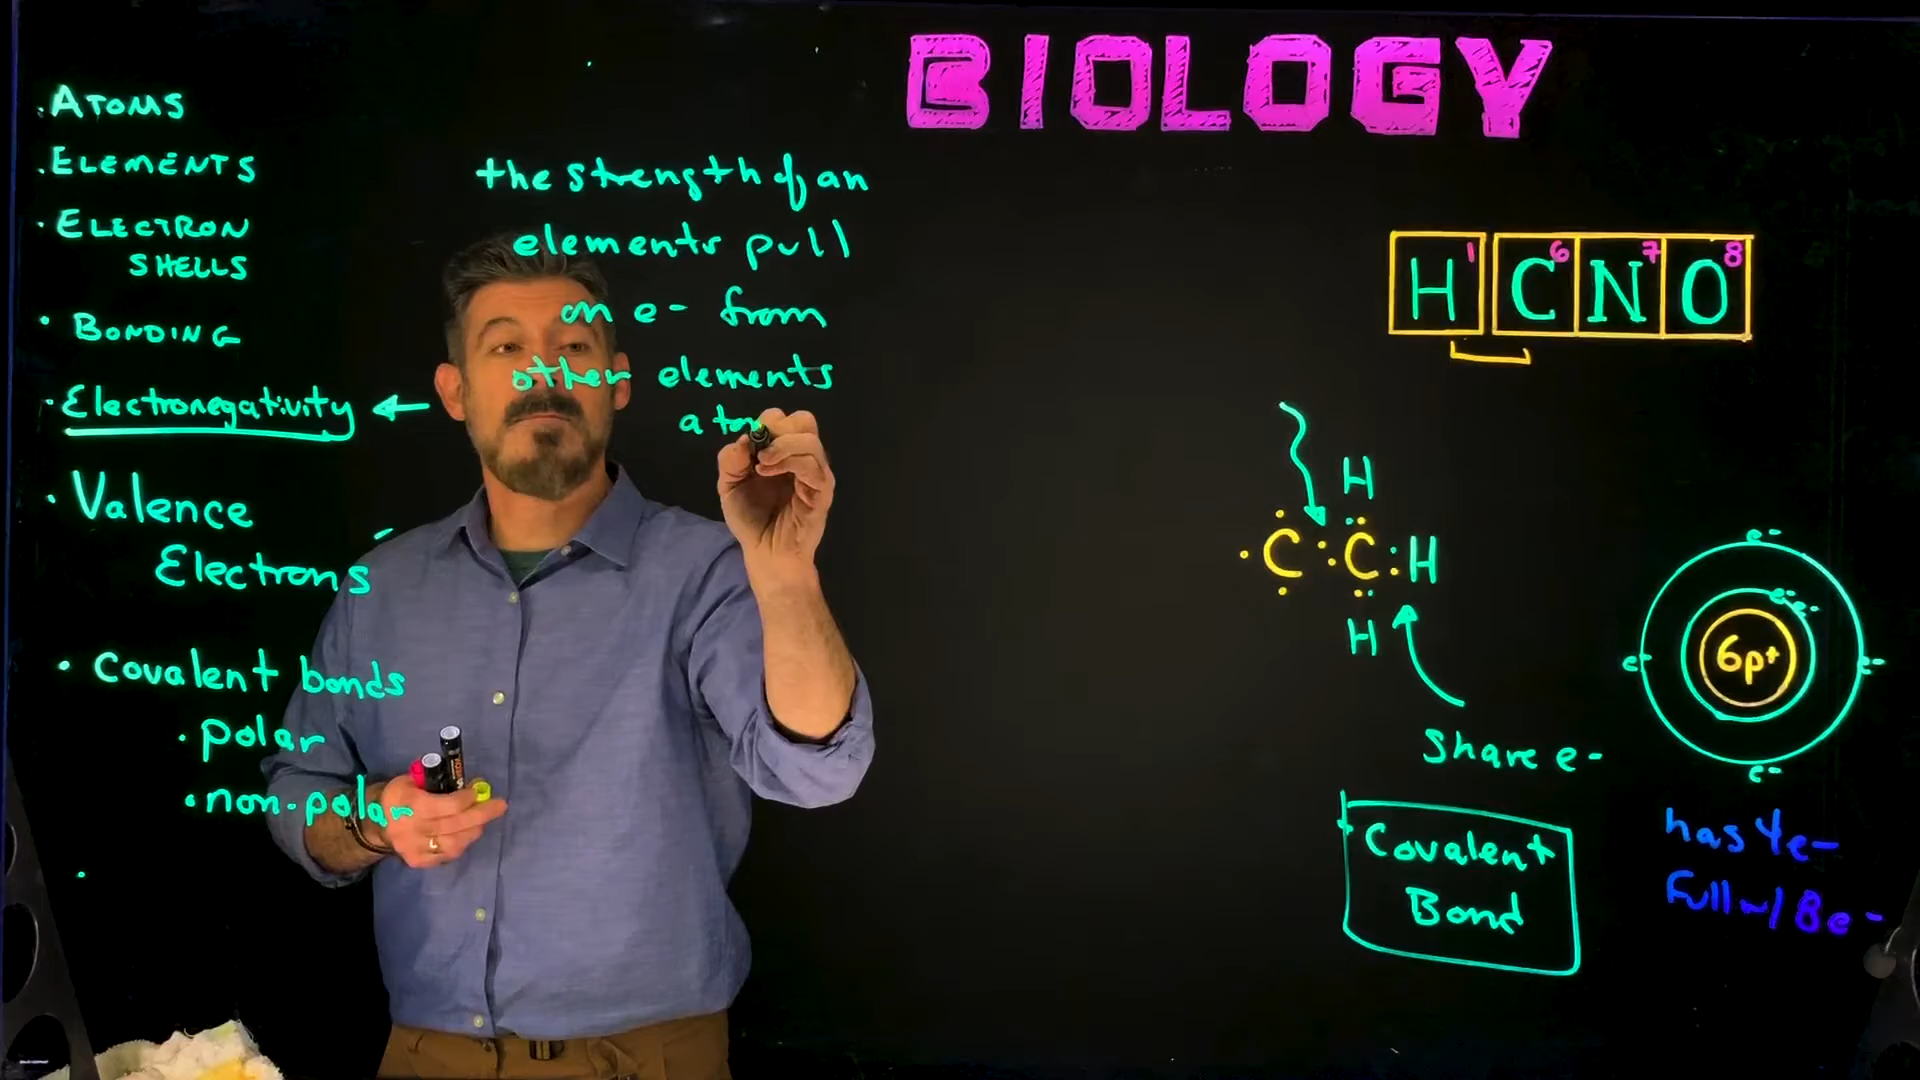 BIOLOGY
• ATOMS
• ELEMENTS
• ELECTRON
SHELLS
• BONDING
• Electronegativity
• Valence
Electrons
• Covalent bonds
• polar
• non-polar
the strength of an
elements pull
on e- from
other elements
atom
H 1 C 6 N 7 O 8
H
C C H
H
Share e-
Covalent
Bond
e-
e- e-
e- 6p+ e-
e-
has 4e-
Full w/ 8e-